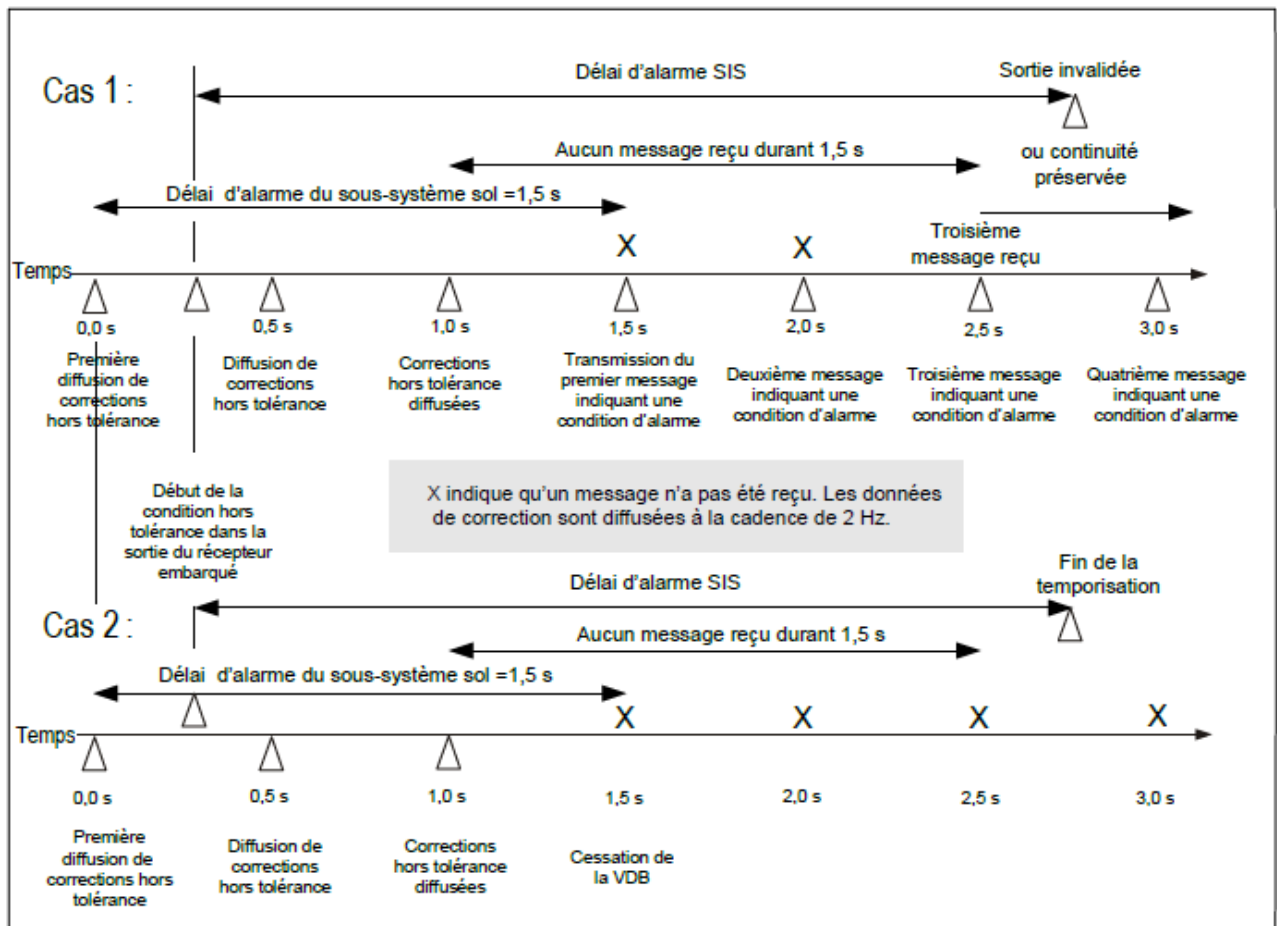 Cas 1 :
Délai d'alarme SIS
Sortie invalidée
ou continuité
préservée
Aucun message reçu durant 1,5 s
Délai d'alarme du sous-système sol =1,5 s
X
X
Troisième
message reçu
Temps
0,0 s
0,5 s
1,0 s
1,5 s
2,0 s
2,5 s
3,0 s
Première
diffusion de
corrections
hors tolérance
Diffusion de
corrections
hors tolérance
Corrections
hors tolérance
diffusées
Transmission du
premier message
indiquant une
condition d'alarme
Deuxième message
indiquant une
condition d'alarme
Troisième message
indiquant une
condition d'alarme
Quatrième message
indiquant une
condition d'alarme
Début de la
condition hors
tolérance dans la
sortie du récepteur
embarqué
X indique qu'un message n'a pas été reçu. Les données
de correction sont diffusées à la cadence de 2 Hz.
Cas 2 :
Délai d'alarme SIS
Fin de la
temporisation
Aucun message reçu durant 1,5 s
Délai d'alarme du sous-système sol =1,5 s
X
X
X
X
Temps
0,0 s
0,5 s
1,0 s
1,5 s
2,0 s
2,5 s
3,0 s
Première
diffusion de
corrections hors
tolérance
Diffusion de
corrections
hors tolérance
Corrections
hors tolérance
diffusées
Cessation de
la VDB